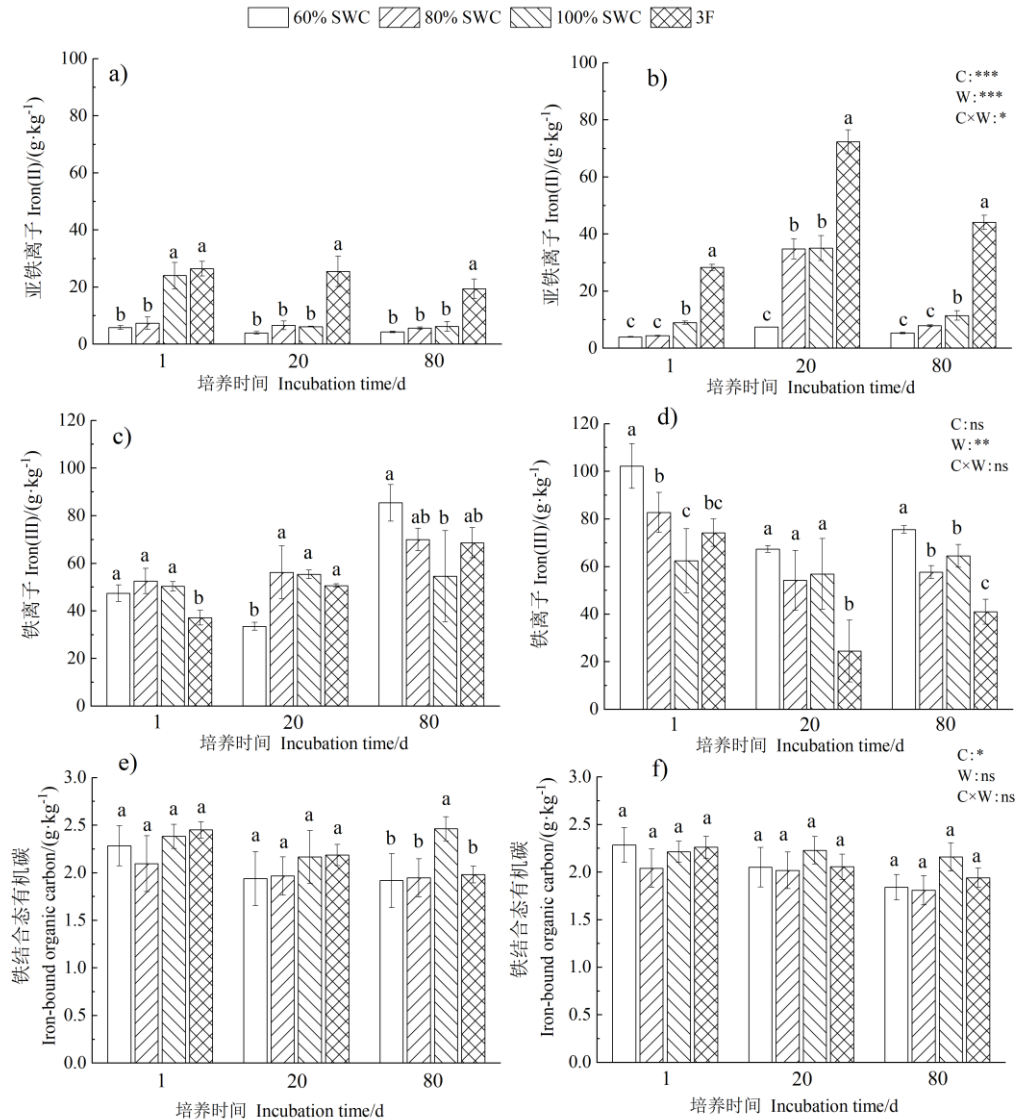 60% SWC 80% SWC 100% SWC 3F
a)
亚铁离子 Iron(II)/(g·kg⁻¹)
100
80
60
40
20
0
b b a a
b b b a
b b b a
1 20 80
培养时间 Incubation time/d
b)
C:***
W:***
C×W:*
亚铁离子 Iron(II)/(g·kg⁻¹)
100
80
60
40
20
0
c c b a
c b b a
c c b a
1 20 80
培养时间 Incubation time/d
c)
铁离子 Iron(III)/(g·kg⁻¹)
120
100
80
60
40
20
0
a a a b
b a a a
a ab b ab
1 20 80
培养时间 Incubation time/d
d)
C:ns
W:**
C×W:ns
铁离子 Iron(III)/(g·kg⁻¹)
120
100
80
60
40
20
0
a b c bc
a a a b
a b b c
1 20 80
培养时间 Incubation time/d
e)
铁结合态有机碳
Iron-bound organic carbon/(g·kg⁻¹)
3.0
2.5
2.0
1.5
1.0
0.5
0.0
a a a a
a a a a
b b a b
1 20 80
培养时间 Incubation time/d
f)
C:*
W:ns
C×W:ns
铁结合态有机碳
Iron-bound organic carbon/(g·kg⁻¹)
3.0
2.5
2.0
1.5
1.0
0.5
0.0
a a a a
a a a a
a a a a
1 20 80
培养时间 Incubation time/d